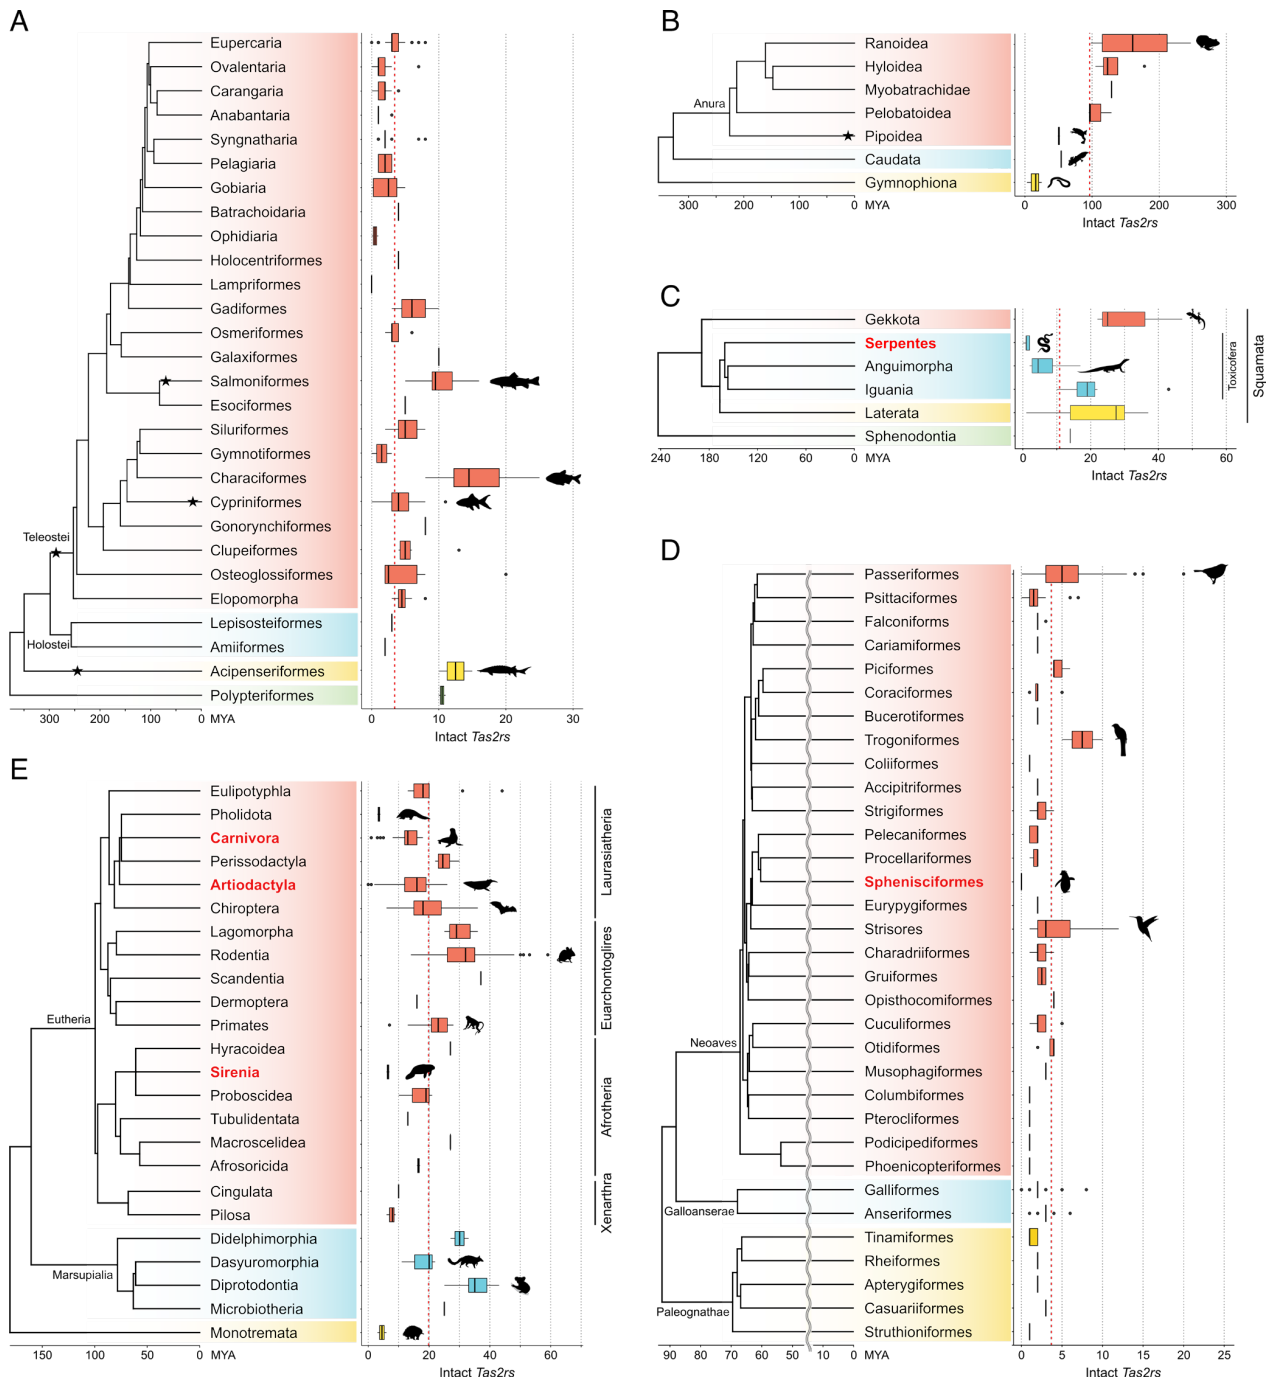 A
Eupercaria
Ovalentaria
Carangaria
Anabantaria
Syngnatharia
Pelagiaria
Gobiaria
Batrachoidaria
Ophidiaria
Holocentriformes
Lampriformes
Gadiformes
Osmeriformes
Galaxiformes
Salmoniformes
Esociformes
Siluriformes
Gymnotiformes
Characiformes
Cypriniformes
Gonorynchiformes
Teleostei
Clupeiformes
Osteoglossiformes
Elopomorpha
Lepisosteiformes
Holostei
Amiiformes
Acipenseriformes
Polypteriformes
300 200 100 0 MYA
0 10 20 30
Intact Tas2rs
B
Ranoidea
Hyloidea
Myobatrachidae
Anura
Pelobatoidea
Pipoidea
Caudata
Gymnophiona
300 200 100 0 MYA
0 100 200 300
Intact Tas2rs
C
Gekkota
Serpentes
Anguimorpha
Iguania
Laterata
Sphenodontia
Toxicofera
Squamata
240 180 120 60 0 MYA
0 20 40 60
Intact Tas2rs
D
Passeriformes
Psittaciformes
Falconiforms
Cariamiformes
Piciformes
Coraciformes
Bucerotiformes
Trogoniformes
Coliiformes
Accipitriformes
Strigiformes
Pelecaniformes
Procellariformes
Sphenisciformes
Eurypygiformes
Strisores
Charadriiformes
Gruiformes
Opisthocomiformes
Cuculiformes
Neoaves
Otidiformes
Musophagiformes
Columbiformes
Pterocliformes
Podicipediformes
Phoenicopteriformes
Galliformes
Galloanserae
Anseriformes
Tinamiformes
Rheiformes
Apterygiformes
Paleognathae
Casuariiformes
Struthioniformes
90 80 70 60 50 10 0 MYA
0 5 10 15 20 25
Intact Tas2rs
E
Eulipotyphla
Pholidota
Carnivora
Perissodactyla
Artiodactyla
Chiroptera
Lagomorpha
Rodentia
Scandentia
Dermoptera
Eutheria
Primates
Hyracoidea
Sirenia
Proboscidea
Tubulidentata
Macroscelidea
Afrosoricida
Cingulata
Pilosa
Didelphimorphia
Dasyuromorphia
Marsupialia
Diprotodontia
Microbiotheria
Monotremata
Laurasiatheria
Euarchontoglires
Afrotheria
Xenarthra
150 100 50 0 MYA
0 20 40 60
Intact Tas2rs